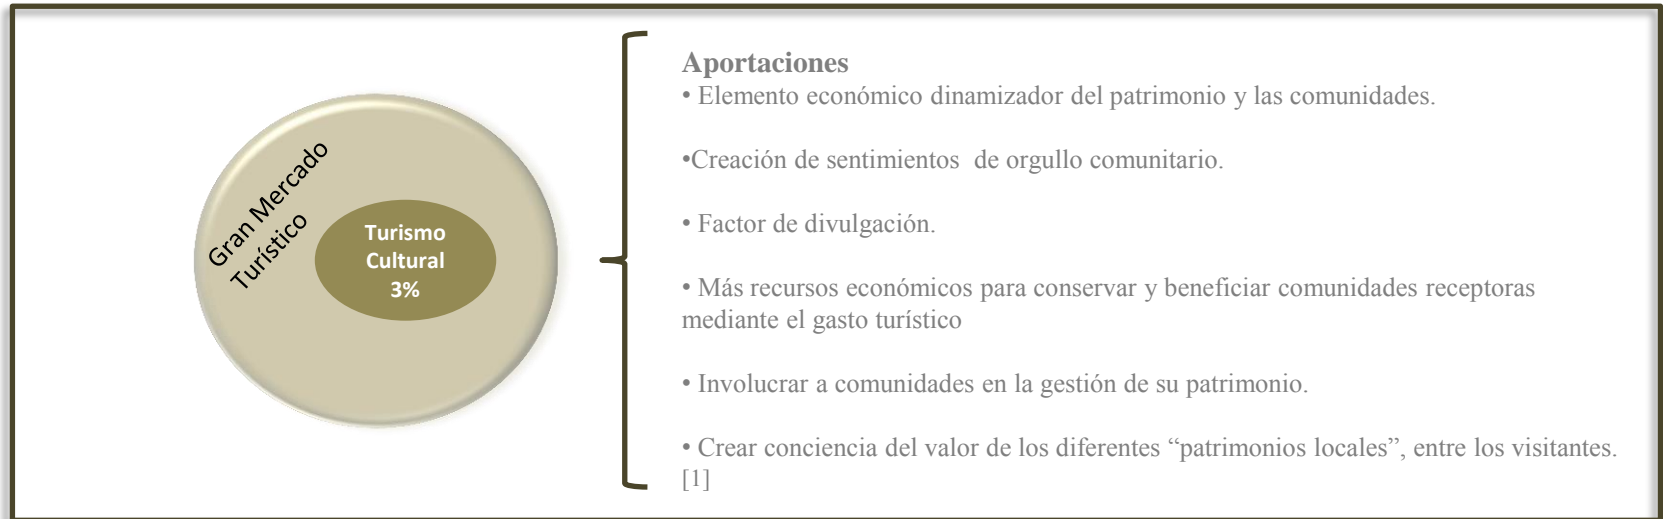 Gran Mercado
Turístico
Turismo
Cultural
3%
Aportaciones
• Elemento económico dinamizador del patrimonio y las comunidades.
•Creación de sentimientos  de orgullo comunitario.
• Factor de divulgación.
• Más recursos económicos para conservar y beneficiar comunidades receptoras
mediante el gasto turístico
• Involucrar a comunidades en la gestión de su patrimonio.
• Crear conciencia del valor de los diferentes “patrimonios locales”, entre los visitantes.
[1]